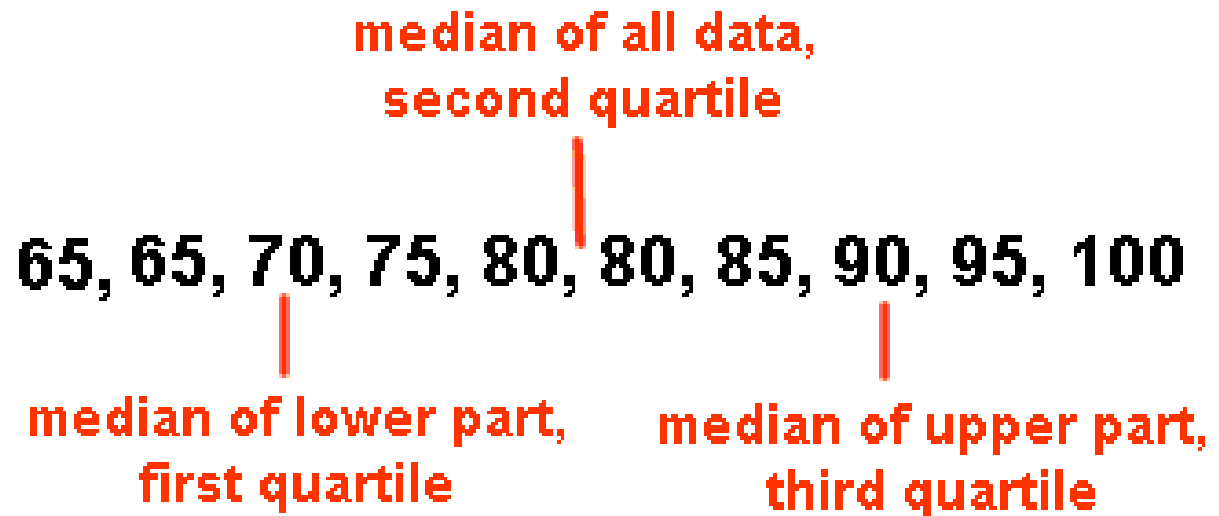 median of all data,
second quartile
65, 65, 70, 75, 80, 80, 85, 90, 95, 100
median of lower part,
first quartile
median of upper part,
third quartile